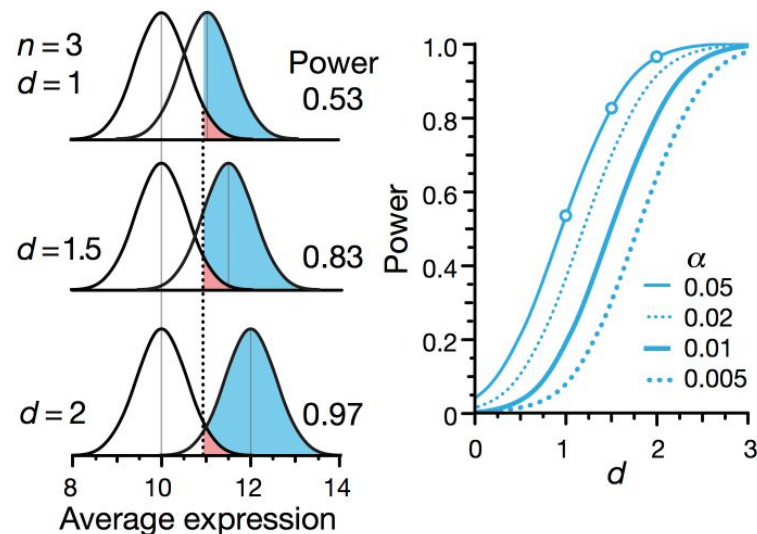 n = 3
d = 1
Power
0.53
d = 1.5
0.83
d = 2
0.97
8 10 12 14
Average expression
Power
1.0
0.8
0.6
0.4
0.2
0
α
0.05
0.02
0.01
0.005
0 1 2 3
d